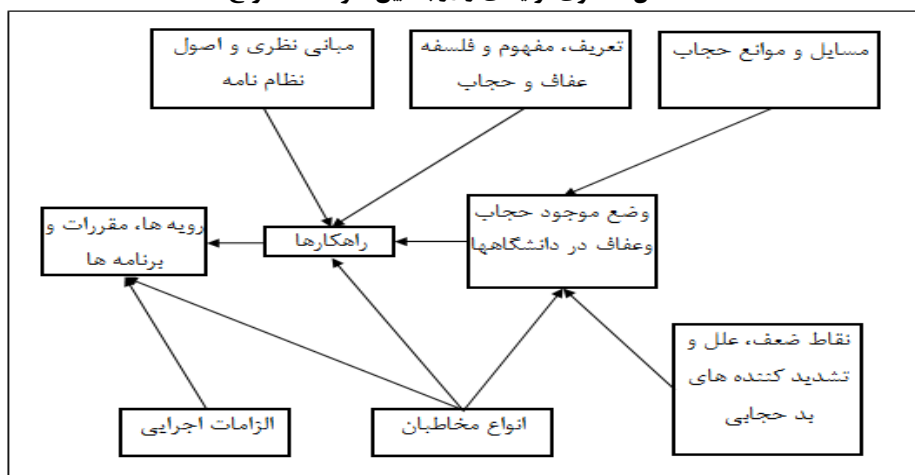 مسایل و موانع حجاب
تعریف، مفهوم و فلسفه
عفاف و حجاب
مبانی نظری و اصول
نظام نامه
وضع موجود حجاب
وعفاف در دانشگاهها
راهکارها
رویه ها، مقررات و
برنامه ها
نقاط ضعف، علل و
تشدید کننده های
بد حجابی
انواع مخاطبان
الزامات اجرایی